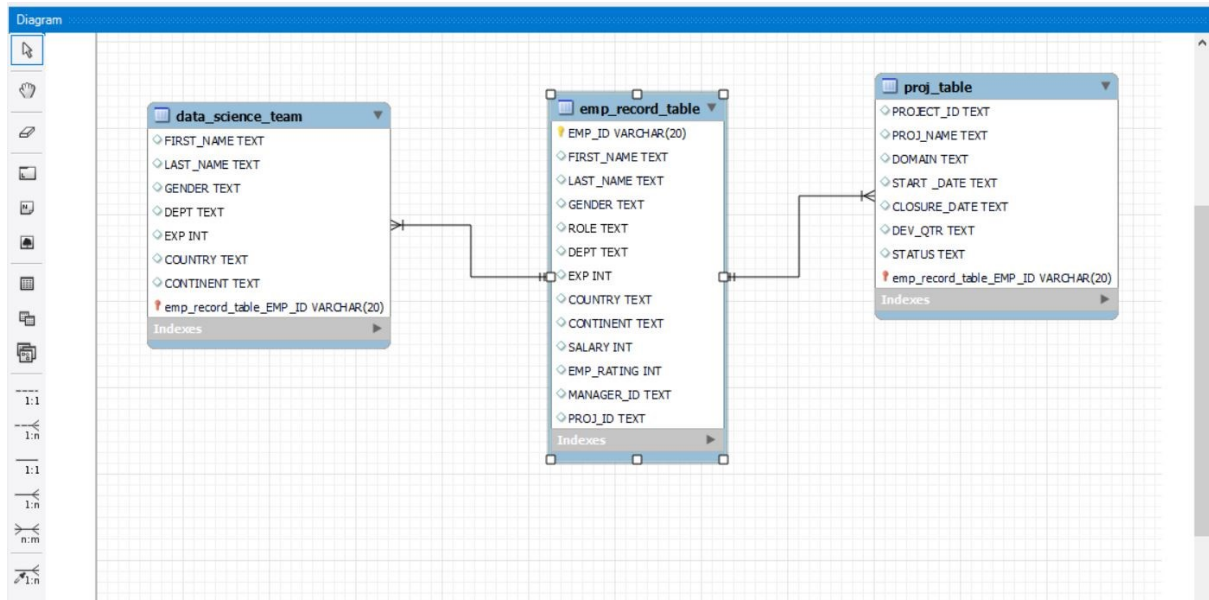 Diagram
1:1
1:n
1:1
1:n
n:m
1:n
data_science_team
FIRST_NAME TEXT
LAST_NAME TEXT
GENDER TEXT
DEPT TEXT
EXP INT
COUNTRY TEXT
CONTINENT TEXT
emp_record_table_EMP_ID VARCHAR(20)
Indexes
emp_record_table
EMP_ID VARCHAR(20)
FIRST_NAME TEXT
LAST_NAME TEXT
GENDER TEXT
ROLE TEXT
DEPT TEXT
EXP INT
COUNTRY TEXT
CONTINENT TEXT
SALARY INT
EMP_RATING INT
MANAGER_ID TEXT
PROJ_ID TEXT
Indexes
proj_table
PROJECT_ID TEXT
PROJ_NAME TEXT
DOMAIN TEXT
START _DATE TEXT
CLOSURE_DATE TEXT
DEV_QTR TEXT
STATUS TEXT
emp_record_table_EMP_ID VARCHAR(20)
Indexes